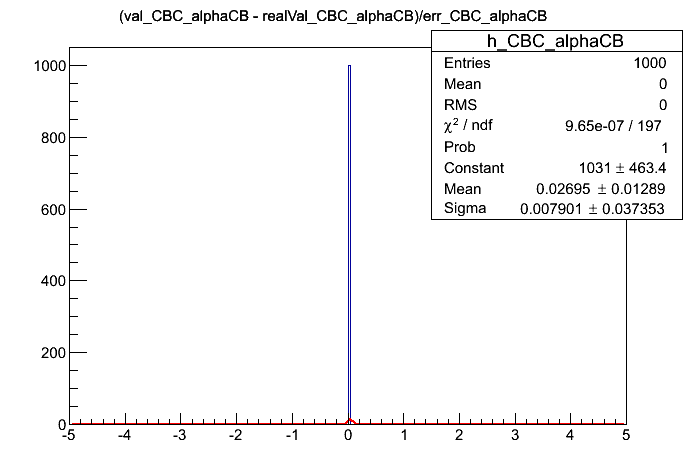 (val_CBC_alphaCB - realVal_CBC_alphaCB)/err_CBC_alphaCB
h_CBC_alphaCB
Entries 1000
Mean 0
RMS 0
χ² / ndf 9.65e-07 / 197
Prob 1
Constant 1031 ± 463.4
Mean 0.02695 ± 0.01289
Sigma 0.007901 ± 0.037353
1000
800
600
400
200
0
-5 -4 -3 -2 -1 0 1 2 3 4 5